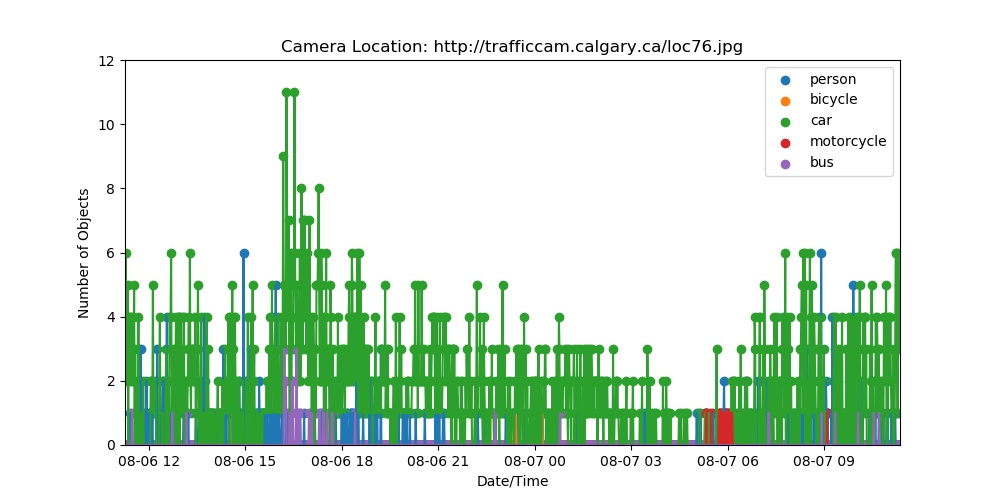 Camera Location: http://trafficcam.calgary.ca/loc76.jpg
12
10
8
6
4
2
0
Number of Objects
person
bicycle
car
motorcycle
bus
08-06 12
08-06 15
08-06 18
08-06 21
08-07 00
08-07 03
08-07 06
08-07 09
Date/Time